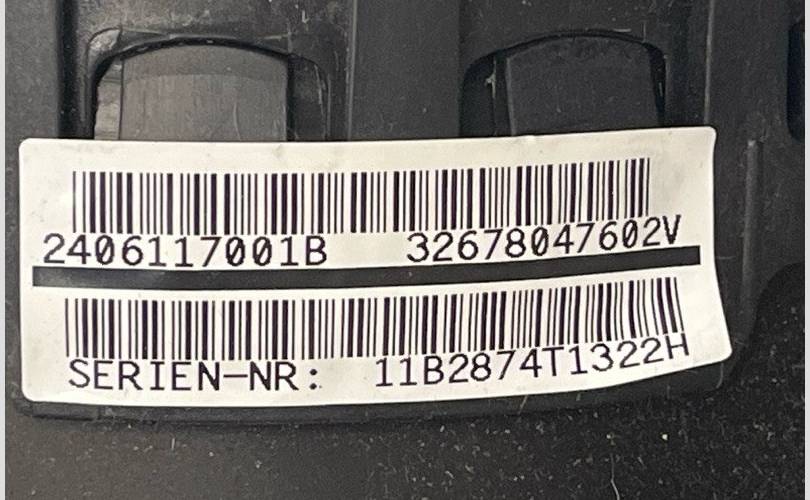 2406117001B 32678047602V
SERIEN-NR: 11B2874T1322H